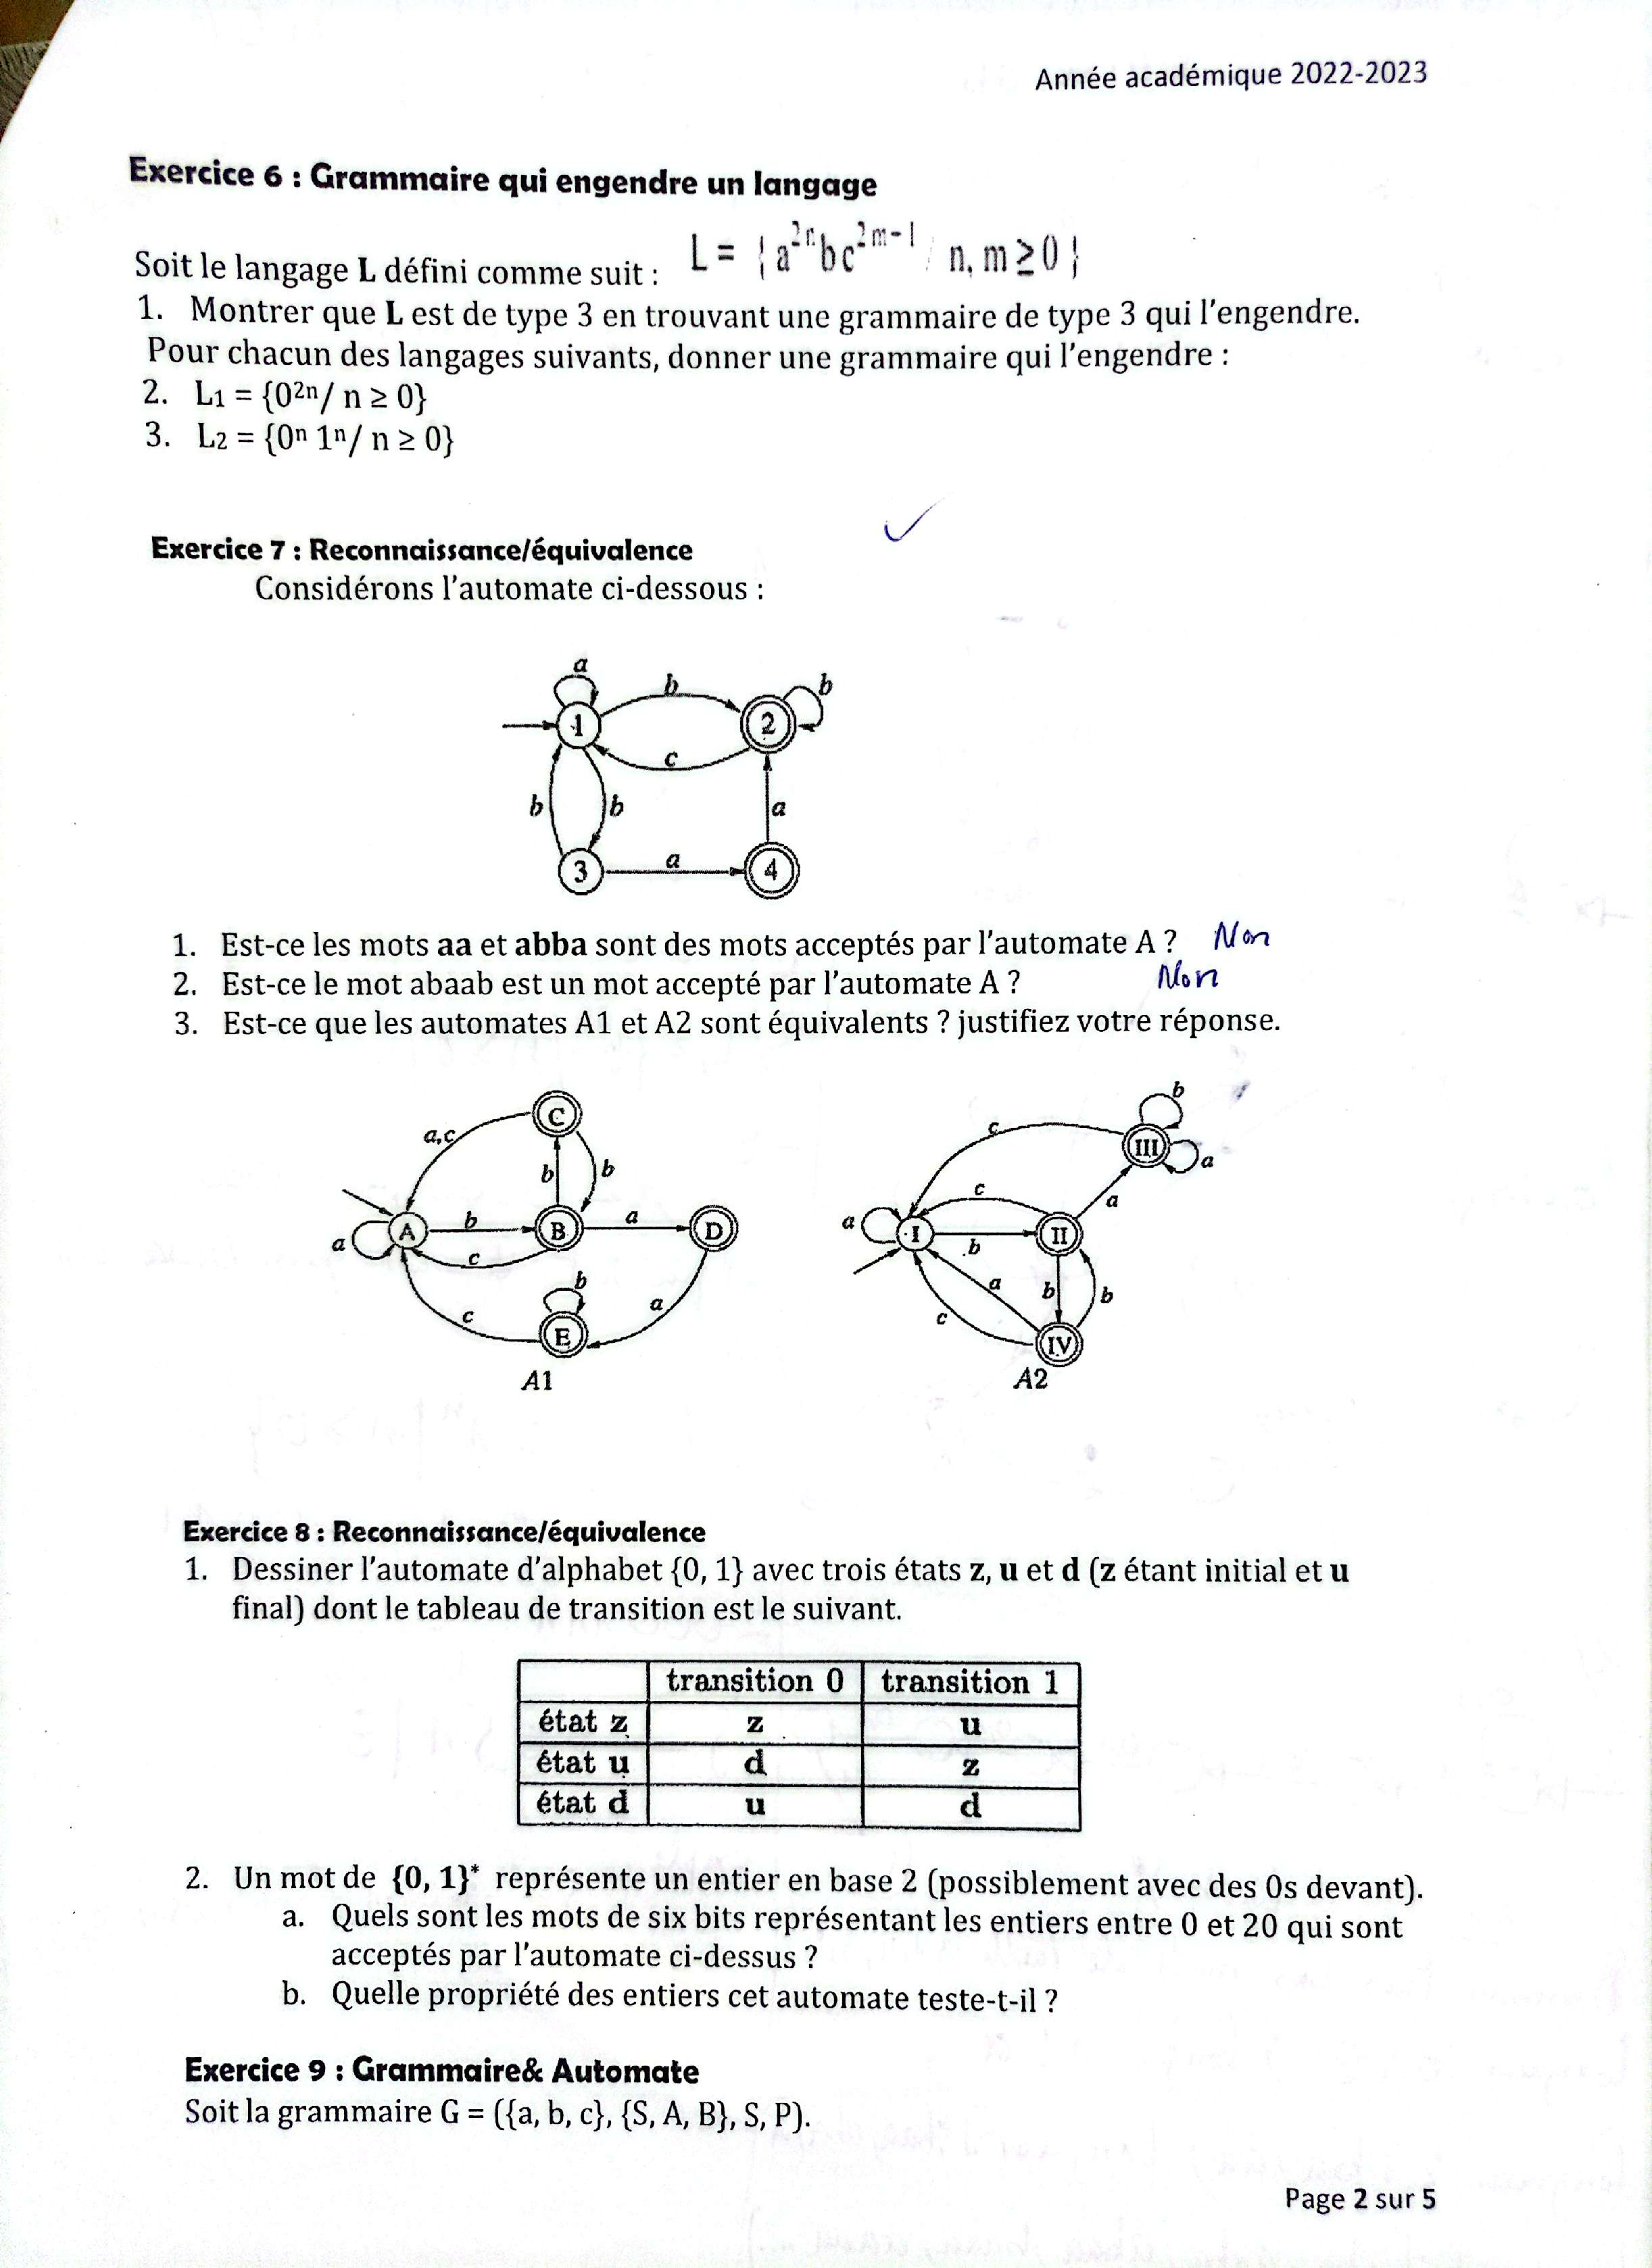 Année académique 2022-2023
Exercice 6 : Grammaire qui engendre un langage
Soit le langage L défini comme suit : L = { a²ⁿbc²ᵐ⁻¹ / n, m ≥ 0 }
1. Montrer que L est de type 3 en trouvant une grammaire de type 3 qui l'engendre.
Pour chacun des langages suivants, donner une grammaire qui l'engendre :
2. L₁ = {0²ⁿ/ n ≥ 0}
3. L₂ = {0ⁿ 1ⁿ/ n ≥ 0}
Exercice 7 : Reconnaissance/équivalence
Considérons l'automate ci-dessous :
a
b
b
1
2
c
b
b
a
3
a
4
1. Est-ce les mots aa et abba sont des mots acceptés par l'automate A ? Non
2. Est-ce le mot abaab est un mot accepté par l'automate A ? Non
3. Est-ce que les automates A1 et A2 sont équivalents ? justifiez votre réponse.
C
a,c
b
b
A
b
B
a
D
a
c
b
c
a
E
A1
b
c
III
a
c
a
a
I
b
II
a
b
b
c
IV
A2
Exercice 8 : Reconnaissance/équivalence
1. Dessiner l'automate d'alphabet {0, 1} avec trois états z, u et d (z étant initial et u
final) dont le tableau de transition est le suivant.
transition 0 transition 1
état z z u
état u d z
état d u d
2. Un mot de {0, 1}* représente un entier en base 2 (possiblement avec des 0s devant).
a. Quels sont les mots de six bits représentant les entiers entre 0 et 20 qui sont
acceptés par l'automate ci-dessus ?
b. Quelle propriété des entiers cet automate teste-t-il ?
Exercice 9 : Grammaire& Automate
Soit la grammaire G = ({a, b, c}, {S, A, B}, S, P).
Page 2 sur 5